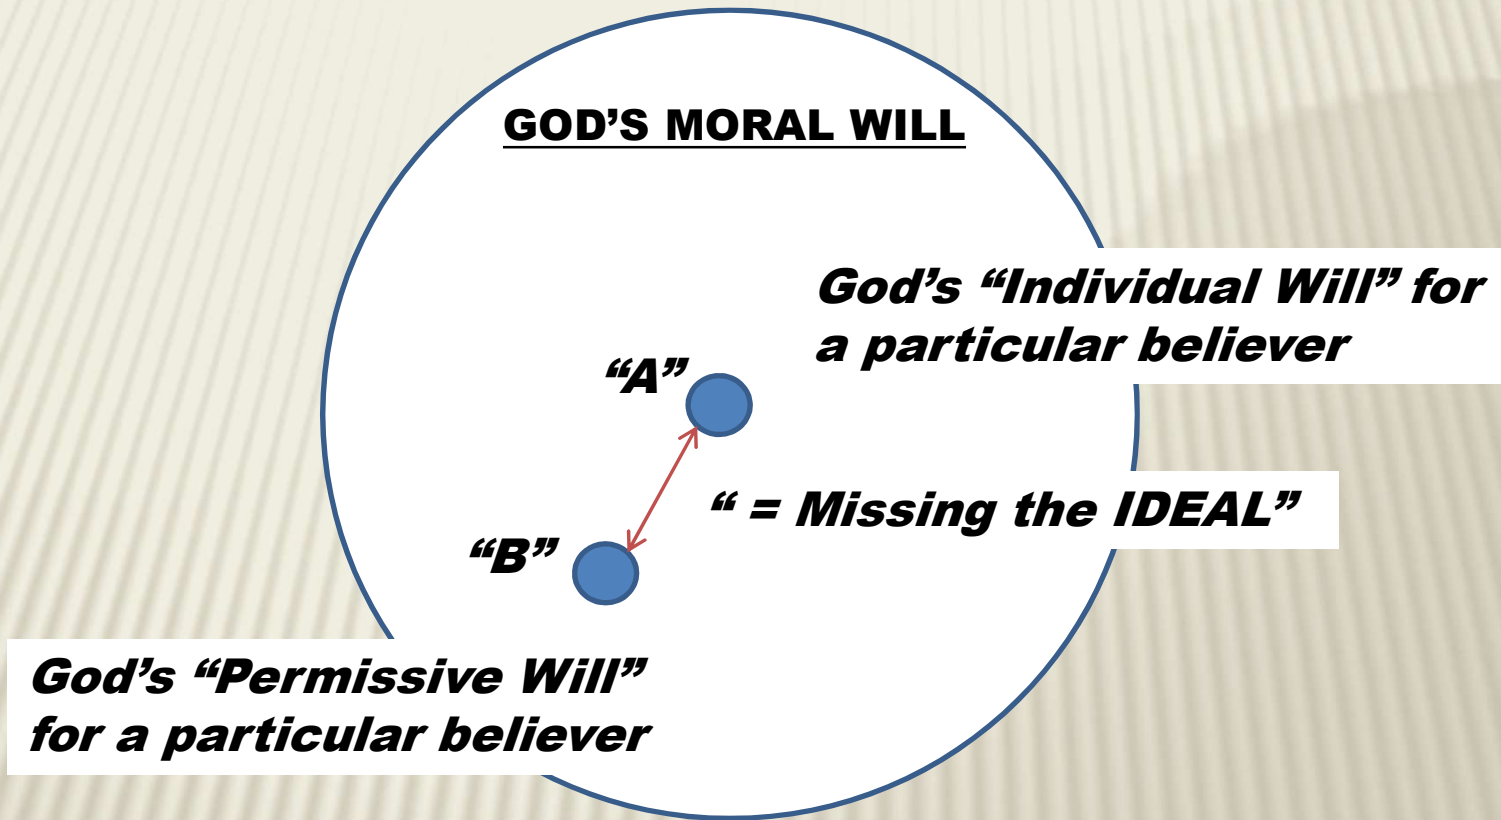 GOD’S MORAL WILL
God’s “Individual Will” for
a particular believer
“A”
“ = Missing the IDEAL”
“B”
God’s “Permissive Will”
for a particular believer